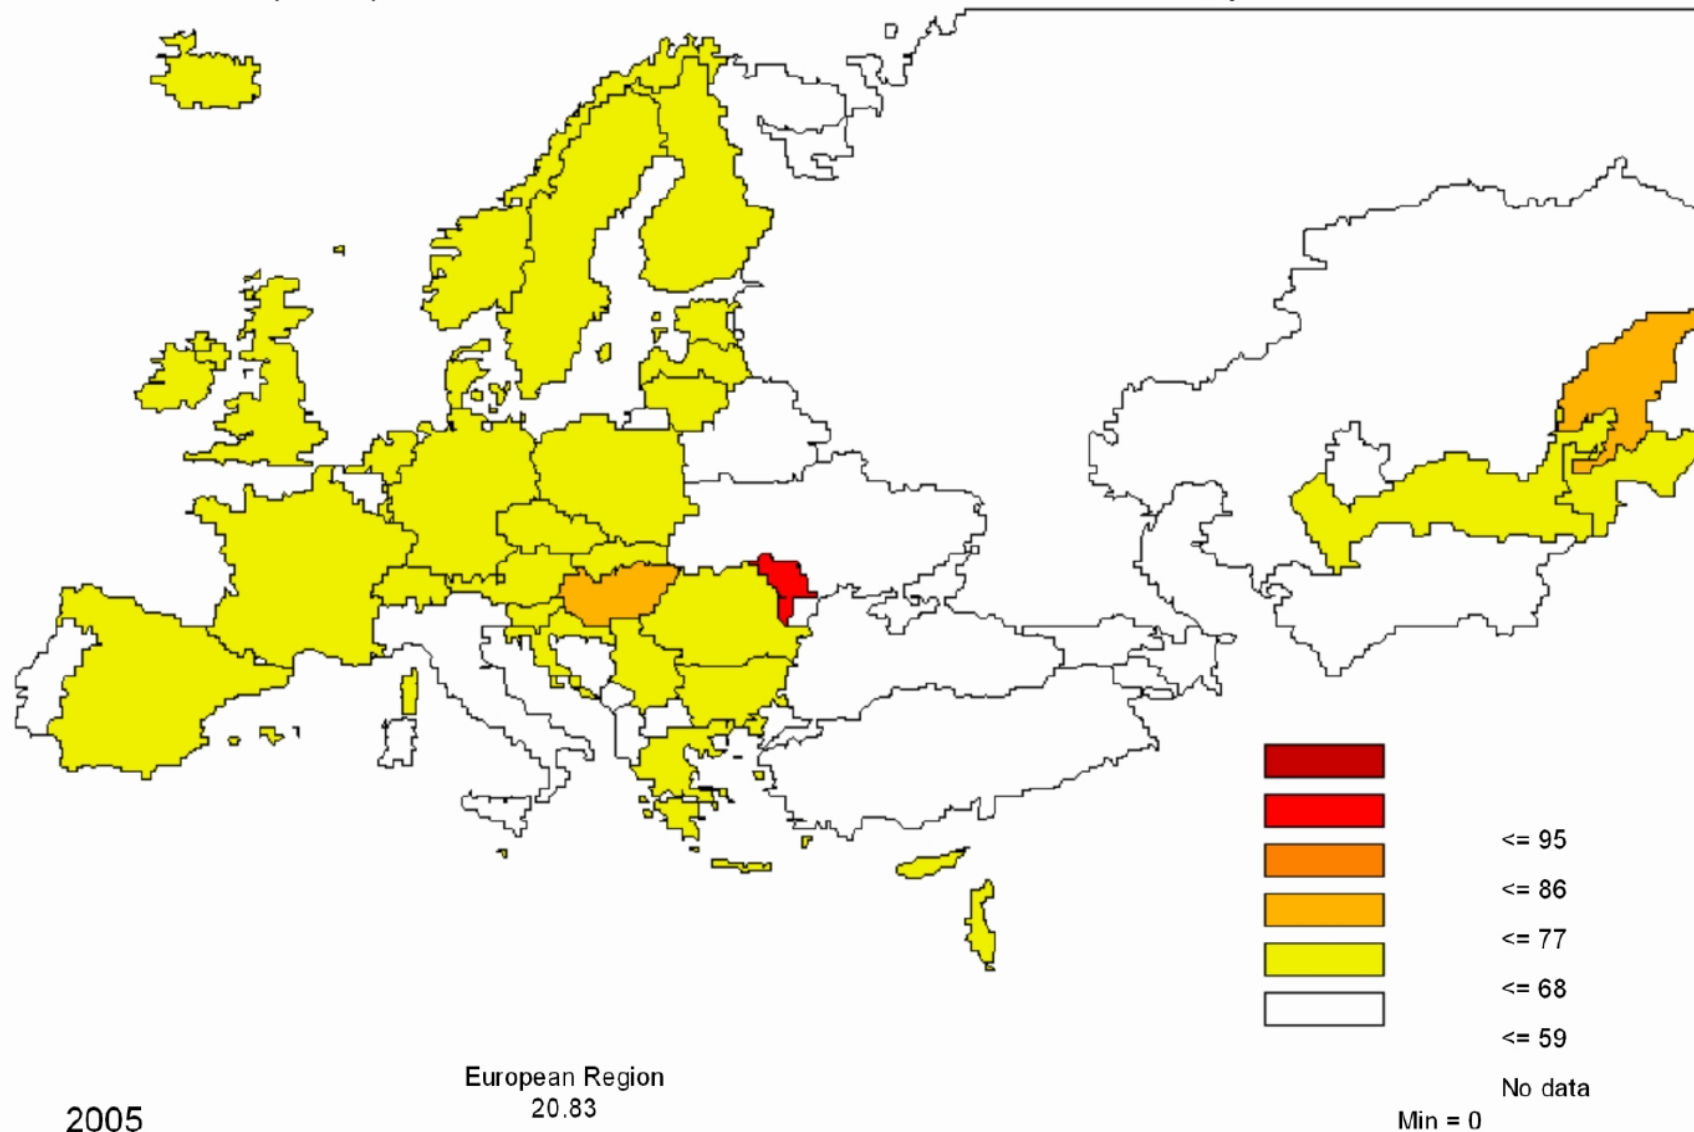 <= 95
<= 86
<= 77
<= 68
<= 59
No data
European Region
20.83
2005
Min = 0